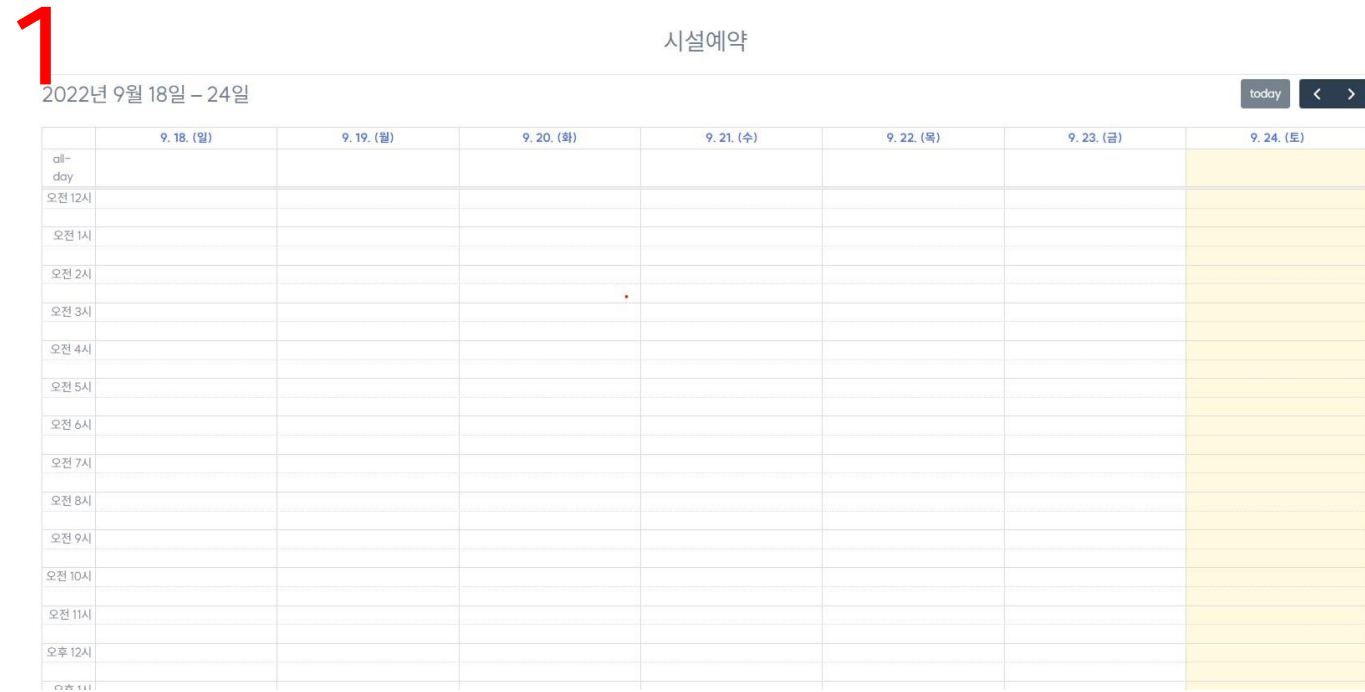 1
시설예약
2022년 9월 18일 – 24일
today
9. 18. (일) 9. 19. (월) 9. 20. (화) 9. 21. (수) 9. 22. (목) 9. 23. (금) 9. 24. (토)
all-
day
오전 12시
오전 1시
오전 2시
오전 3시
오전 4시
오전 5시
오전 6시
오전 7시
오전 8시
오전 9시
오전 10시
오전 11시
오후 12시
오후 1시